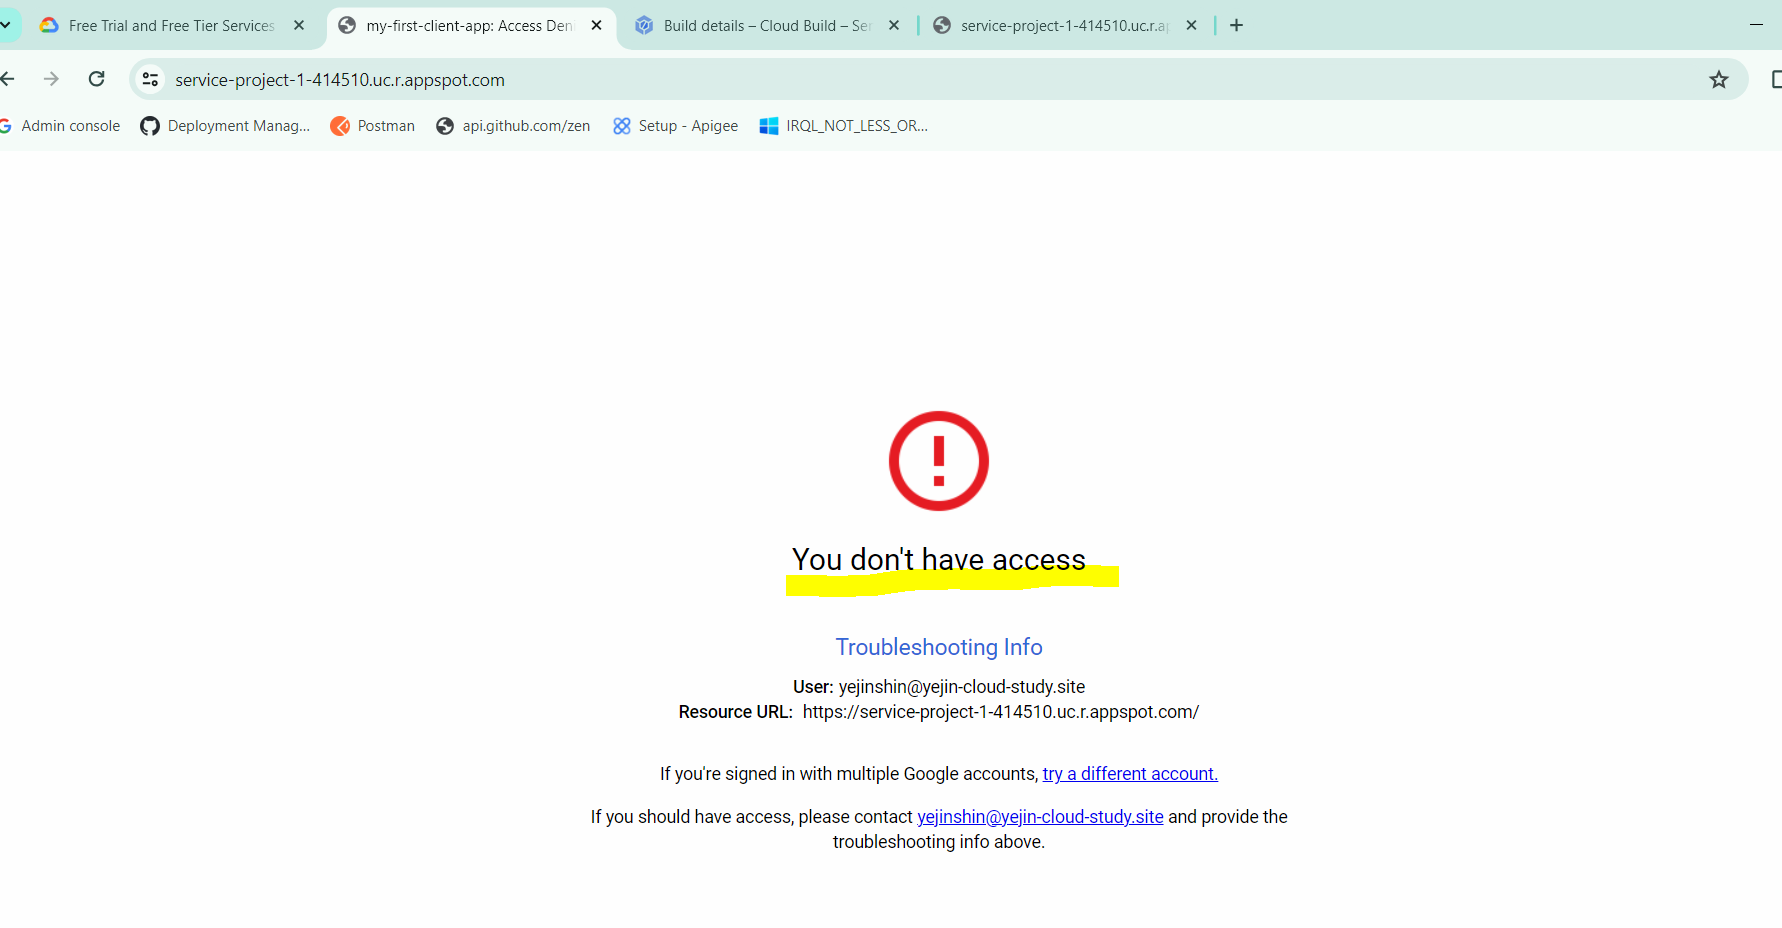 Free Trial and Free Tier Services
my-first-client-app: Access Den
Build details – Cloud Build – Ser
service-project-1-414510.uc.r.ap
service-project-1-414510.uc.r.appspot.com
Admin console
Deployment Manag...
Postman
api.github.com/zen
Setup - Apigee
IRQL_NOT_LESS_OR...
You don't have access
Troubleshooting Info
User: yejinshin@yejin-cloud-study.site
Resource URL: https://service-project-1-414510.uc.r.appspot.com/
If you're signed in with multiple Google accounts, try a different account.
If you should have access, please contact yejinshin@yejin-cloud-study.site and provide the
troubleshooting info above.